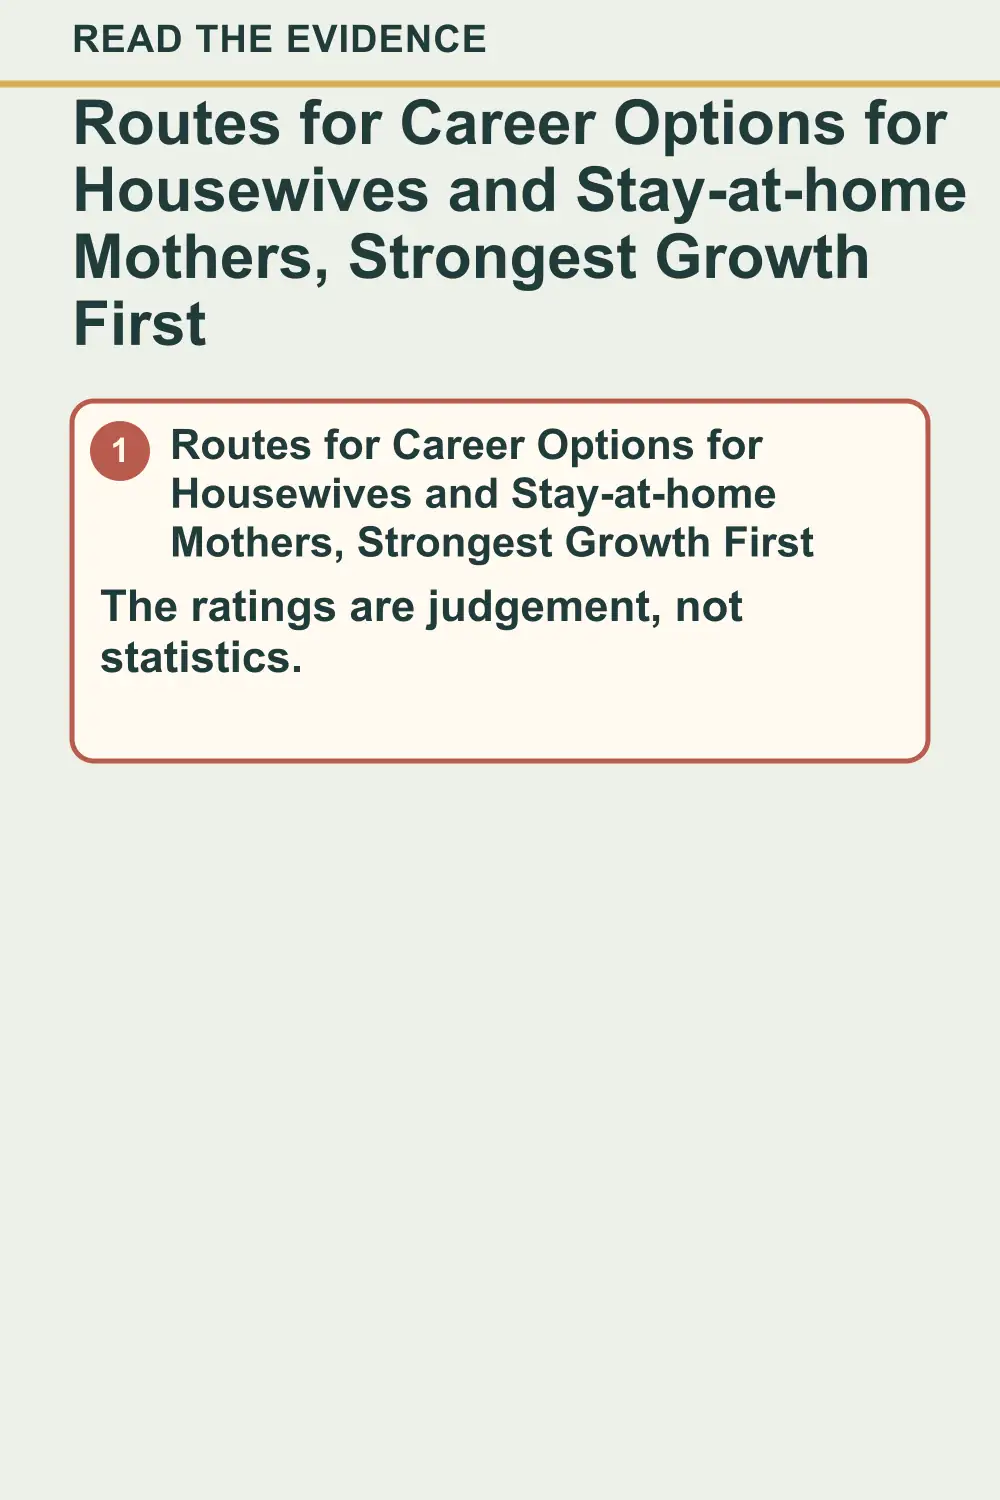 READ THE EVIDENCE
Routes for Career Options for
Housewives and Stay-at-home
Mothers, Strongest Growth
First
1
Routes for Career Options for
Housewives and Stay-at-home
Mothers, Strongest Growth First
The ratings are judgement, not
statistics.